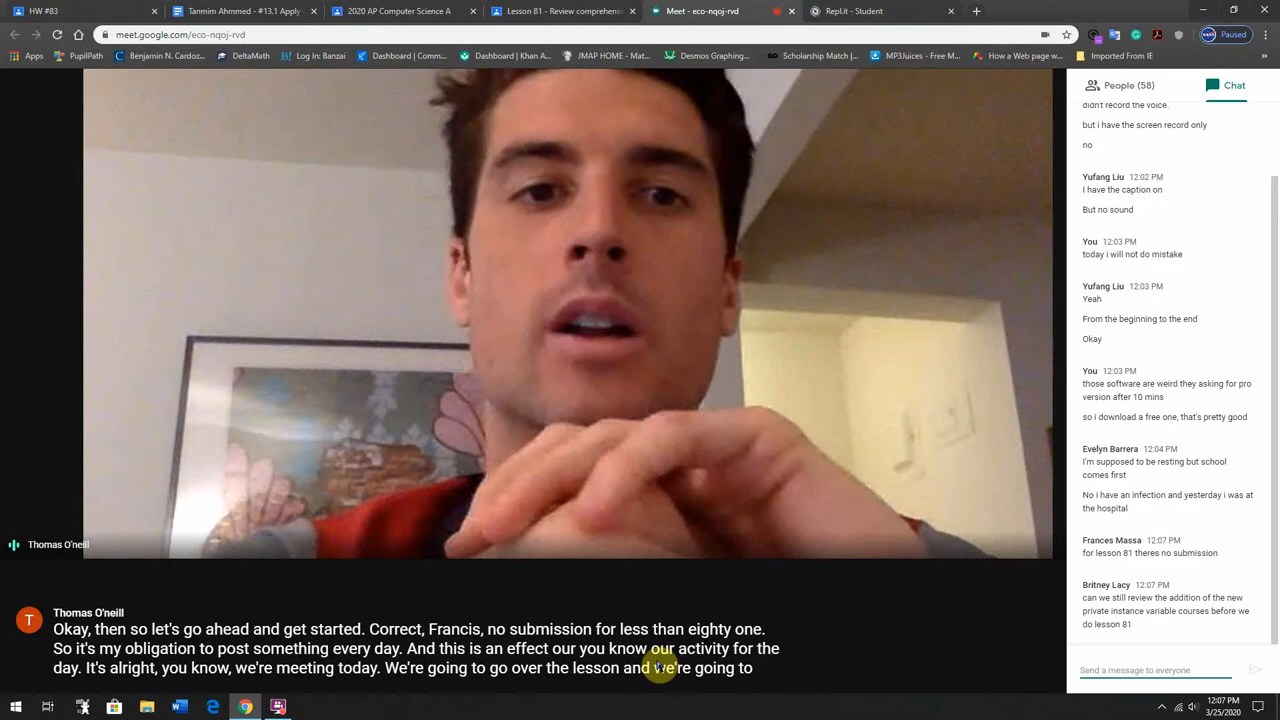 HW #83
Tanmim Ahmmed - #13.1 Apply
2020 AP Computer Science A
Lesson 81 - Review comprehens
Meet - eco-nqoj-rvd
Repl.it - Student
meet.google.com/eco-nqoj-rvd
Paused
Apps
PupilPath
Benjamin N. Cardoz...
DeltaMath
Log In: Banzai
Dashboard | Comm...
Dashboard | Khan A...
JMAP HOME - Mat...
Desmos Graphing...
Scholarship Match |...
MP3Juices - Free M...
How a Web page w...
Imported From IE
People (58)
Chat
didn't record the voice.
but i have the screen record only
no
Yufang Liu 12:02 PM
I have the caption on
But no sound
You 12:03 PM
today i will not do mistake
Yufang Liu 12:03 PM
Yeah
From the beginning to the end
Okay
You 12:03 PM
those software are weird they asking for pro
version after 10 mins
so i download a free one, that's pretty good
Evelyn Barrera 12:04 PM
I'm supposed to be resting but school
comes first
No i have an infection and yesterday i was at
the hospital
Frances Massa 12:07 PM
for lesson 81 theres no submission
Britney Lacy 12:07 PM
can we still review the addition of the new
private instance variable courses before we
do lesson 81
Send a message to everyone
Thomas O'neill
T
Thomas O'neill
Okay, then so let's go ahead and get started. Correct, Francis, no submission for less than eighty one.
So it's my obligation to post something every day. And this is an effect our you know our activity for the
day. It's alright, you know, we're meeting today. We're going to go over the lesson and we're going to
12:07 PM
3/25/2020